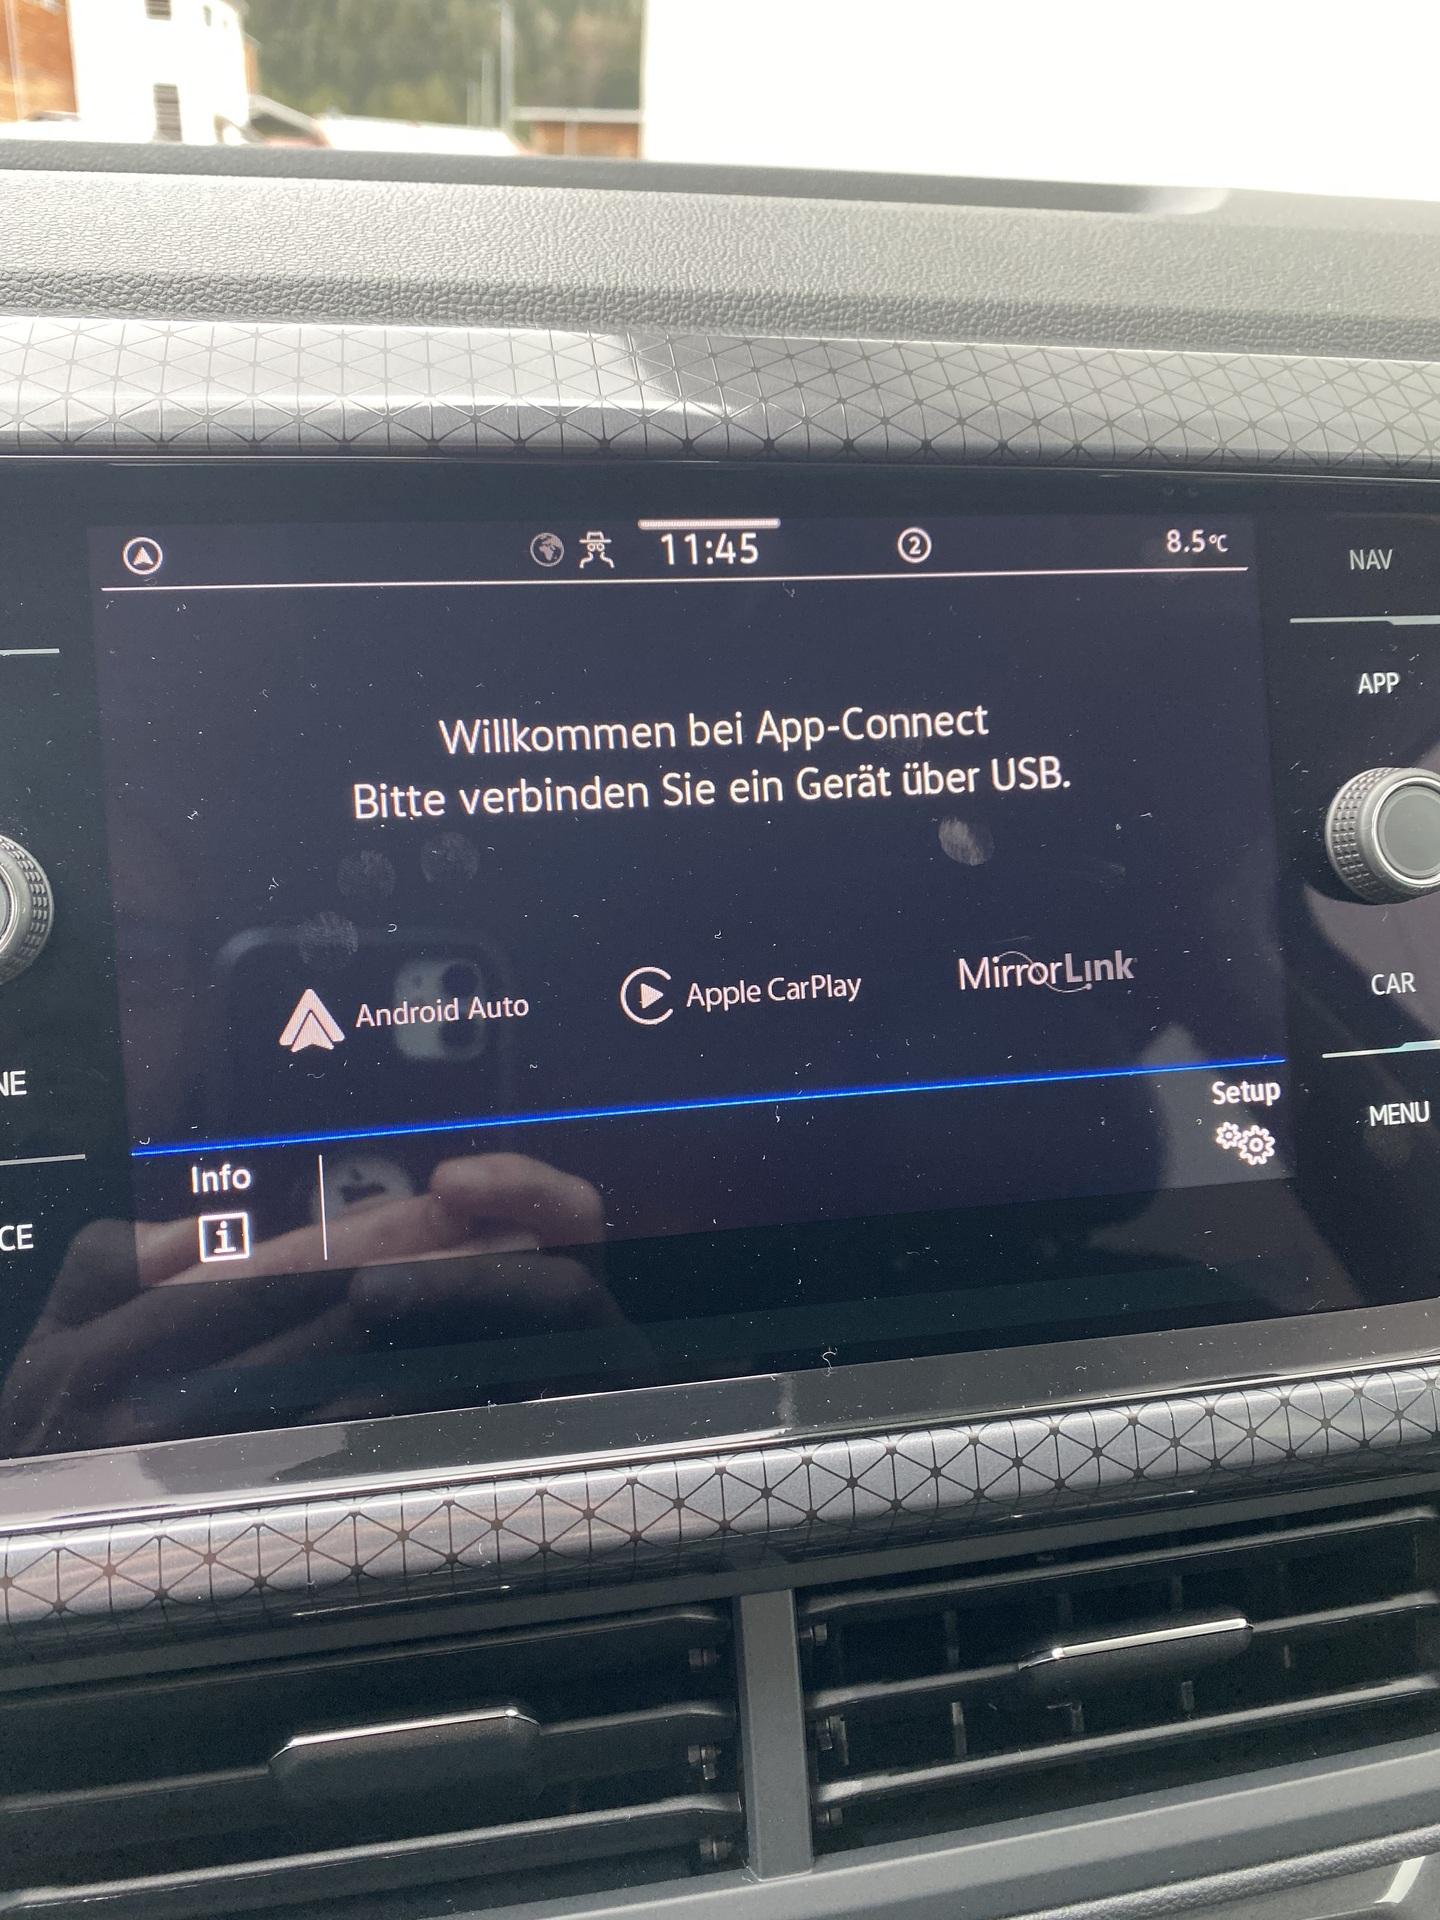 11:45
2
8.5°C
NAV
APP
Willkommen bei App-Connect
Bitte verbinden Sie ein Gerät über USB.
Android Auto
Apple CarPlay
MirrorLink
CAR
NE
Setup
MENU
Info
i
CE